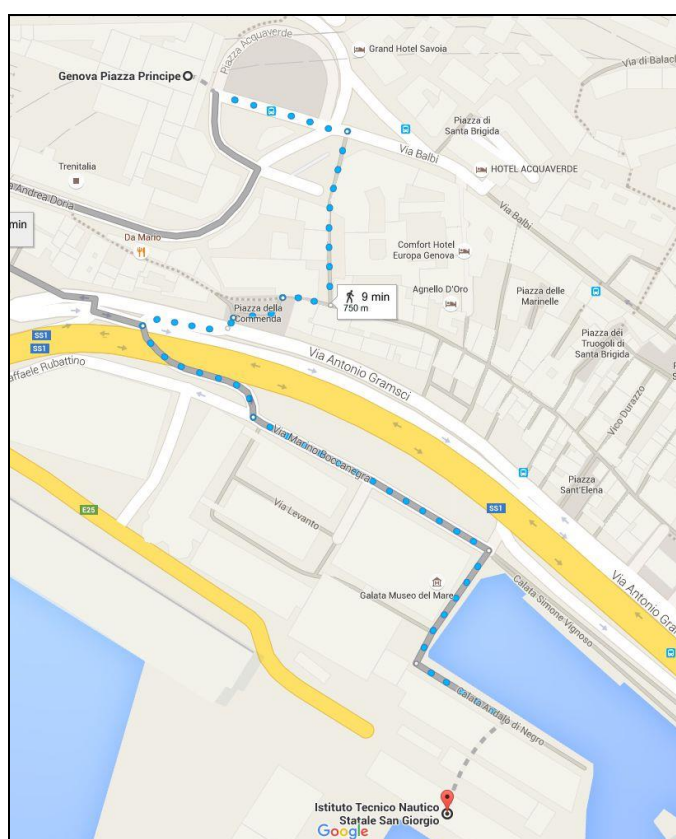 Piazza Acquaverde
Grand Hotel Savoia
Via di Balach
Genova Piazza Principe
Piazza di
Santa Brigida
Via Balbi
Trenitalia
HOTEL ACQUAVERDE
a Andrea Doria
min
Via Balbi
Da Mario
Comfort Hotel
Europa Genova
9 min
750 m
Agnello D'Oro
Piazza delle
Marinelle
Piazza della
Commenda
SS1
SS1
Via Antonio Gramsci
Piazza dei
Truogoli di
Santa Brigida
affaele Rubattino
Vico Durazzo
Via Marino Boccanegra
Piazza
Sant'Elena
E25
Via Levanto
SS1
Galata Museo del Mare
Calata Simone Vignoso
Via Antonio Gramsc
Calata Andalò di Negro
Istituto Tecnico Nautico
Statale San Giorgio
Google